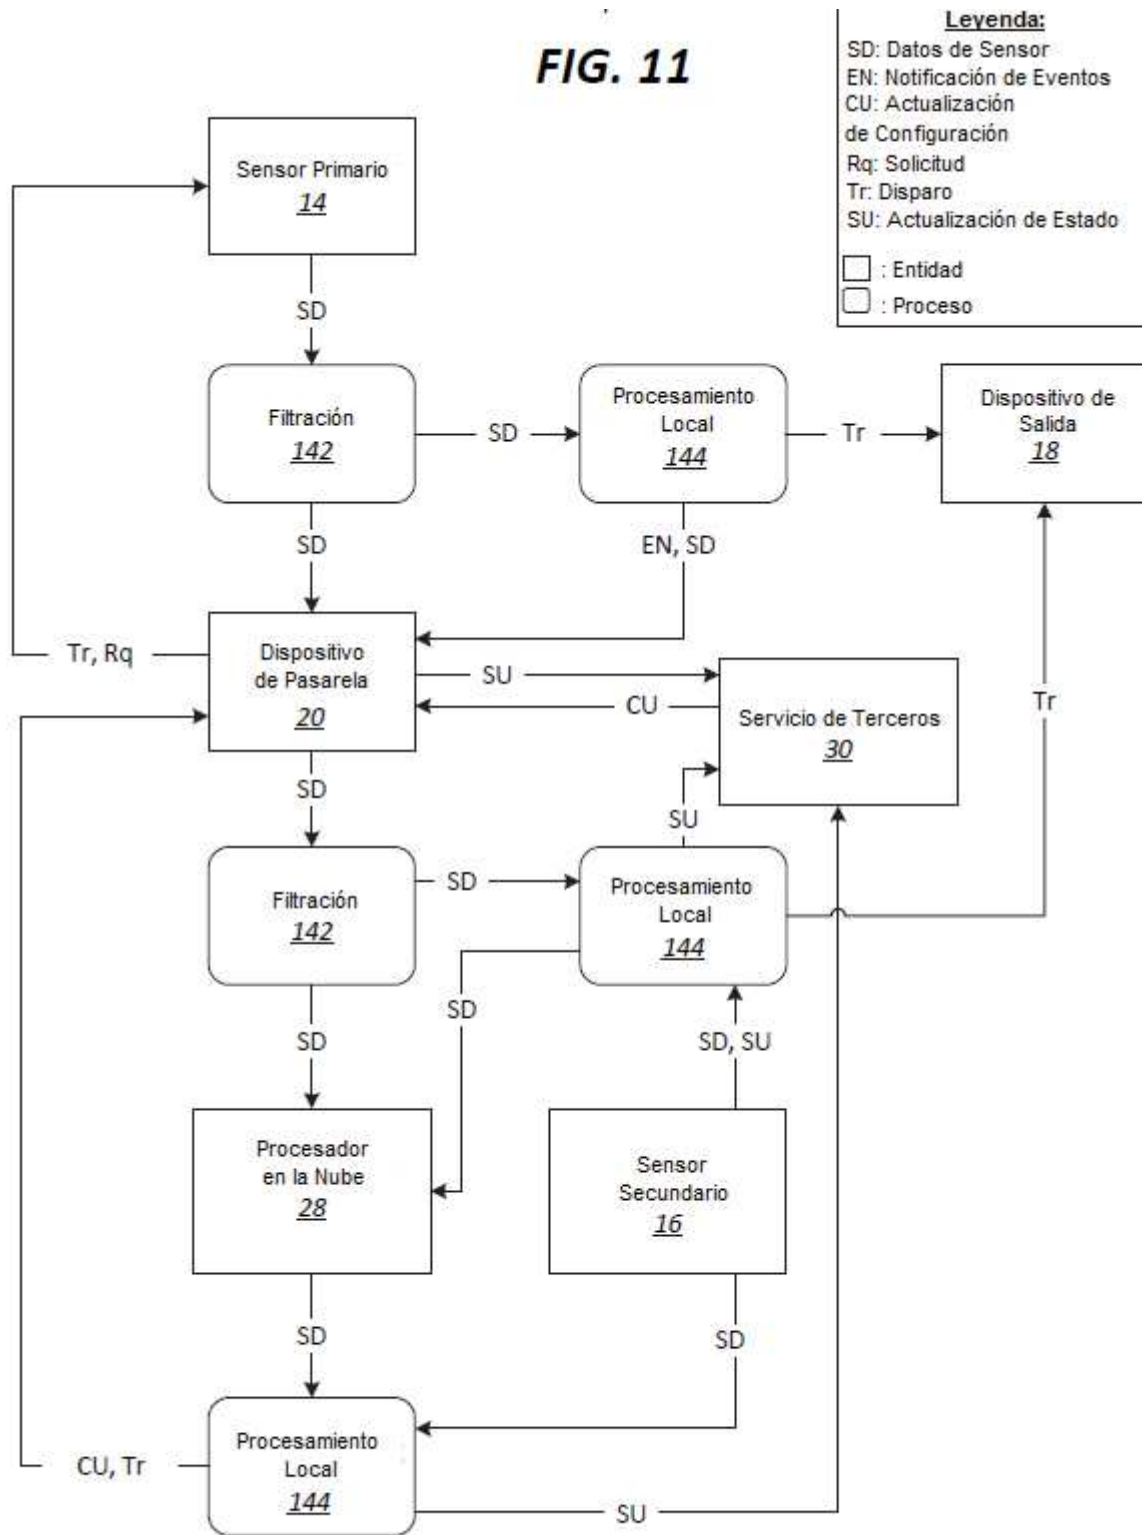 FIG. 11
Leyenda:
SD: Datos de Sensor
EN: Notificación de Eventos
CU: Actualización
de Configuración
Rq: Solicitud
Tr: Disparo
SU: Actualización de Estado
: Entidad
: Proceso
Sensor Primario
14
SD
Filtración
142
SD
Procesamiento
Local
144
Tr
Dispositivo de
Salida
18
SD
EN, SD
Tr, Rq
Dispositivo
de Pasarela
20
SU
CU
Servicio de Terceros
30
Tr
SD
SU
Filtración
142
SD
Procesamiento
Local
144
SD
SD
SD, SU
Procesador
en la Nube
28
Sensor
Secundario
16
SD
SD
Procesamiento
Local
144
CU, Tr
SU